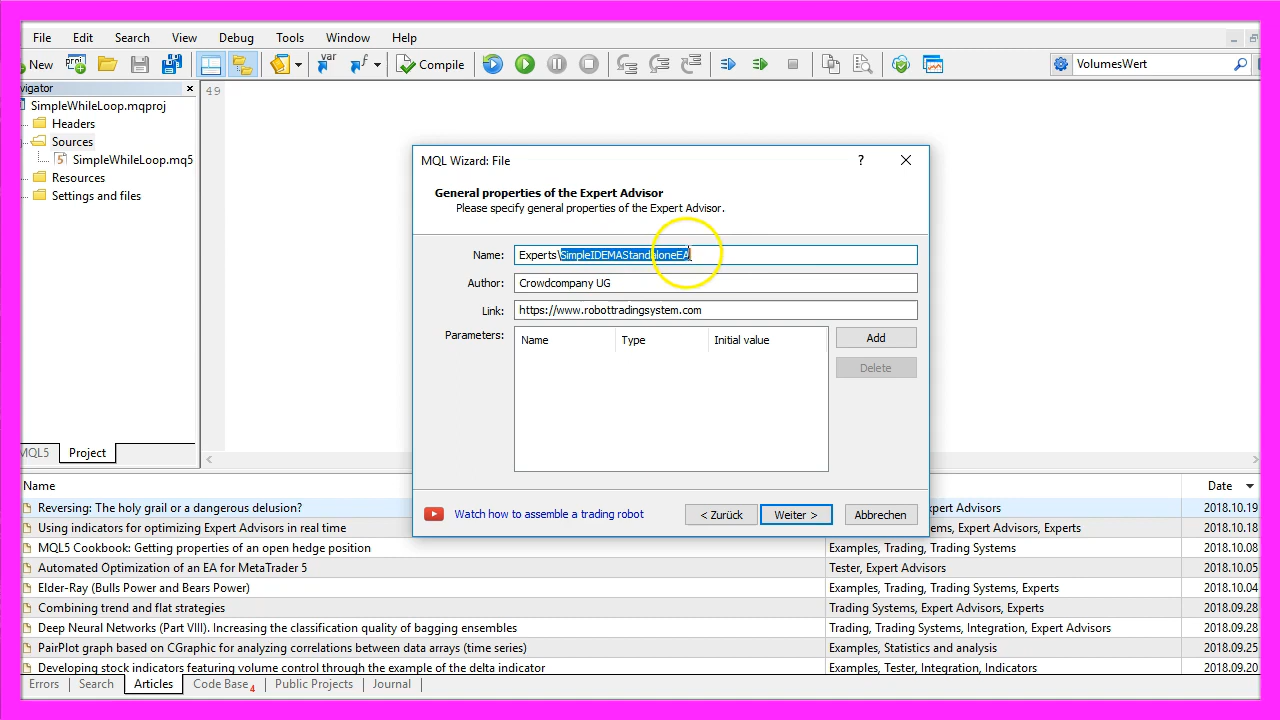 File Edit Search View Debug Tools Window Help
New Compile VolumesWert
vigator
SimpleWhileLoop.mqproj
Headers
Sources
SimpleWhileLoop.mq5
Resources
Settings and files
MQL5 Project
49
MQL Wizard: File
General properties of the Expert Advisor
Please specify general properties of the Expert Advisor.
Name: Experts\SimpleIDEMAStandaloneEA
Author: Crowdcompany UG
Link: https://www.robottradingsystem.com
Parameters: Name Type Initial value
Add
Delete
Watch how to assemble a trading robot < Zurück Weiter > Abbrechen
Name Date
Reversing: The holy grail or a dangerous delusion? xpert Advisors 2018.10.19
Using indicators for optimizing Expert Advisors in real time ems, Expert Advisors, Experts 2018.10.18
MQL5 Cookbook: Getting properties of an open hedge position Examples, Trading, Trading Systems 2018.10.08
Automated Optimization of an EA for MetaTrader 5 Tester, Expert Advisors 2018.10.05
Elder-Ray (Bulls Power and Bears Power) Examples, Trading, Trading Systems, Experts 2018.10.04
Combining trend and flat strategies Trading Systems, Expert Advisors, Experts 2018.09.28
Deep Neural Networks (Part VIII). Increasing the classification quality of bagging ensembles Trading, Trading Systems, Integration, Expert Advisors 2018.09.28
PairPlot graph based on CGraphic for analyzing correlations between data arrays (time series) Examples, Statistics and analysis 2018.09.28
Developing stock indicators featuring volume control through the example of the delta indicator Examples, Tester, Integration, Indicators 2018.09.20
Errors Search Articles Code Base 4 Public Projects Journal